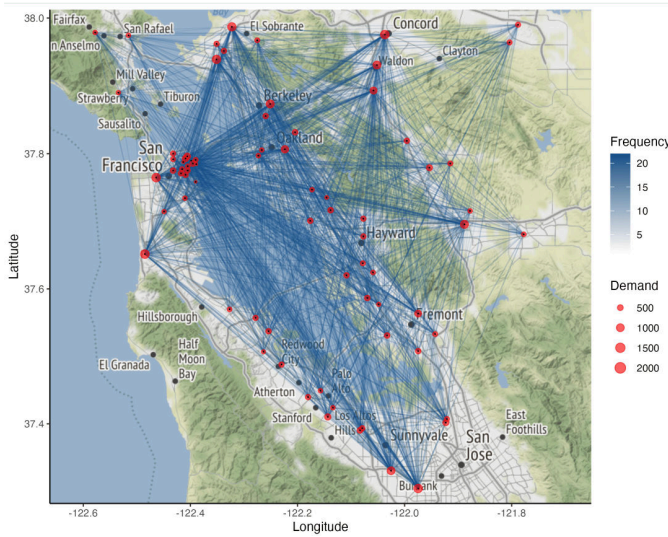 38.0
37.8
37.6
37.4
Latitude
-122.6
-122.4
-122.2
-122.0
-121.8
Longitude
Fairfax
San Rafael
n Anselmo
El Sobrante
Concord
Clayton
Waldon
Mill Valley
Strawberry
Tiburon
Sausalito
Berkeley
Oakland
San
Francisco
Hayward
Hillsborough
Fremont
El Granada
Half
Moon
Bay
Redwood
City
Palo
Alto
Atherton
Stanford
Los Altos
Hills
Sunnyvale
San
Jose
East
Foothills
Burbank
Frequency
20
15
10
5
Demand
500
1000
1500
2000